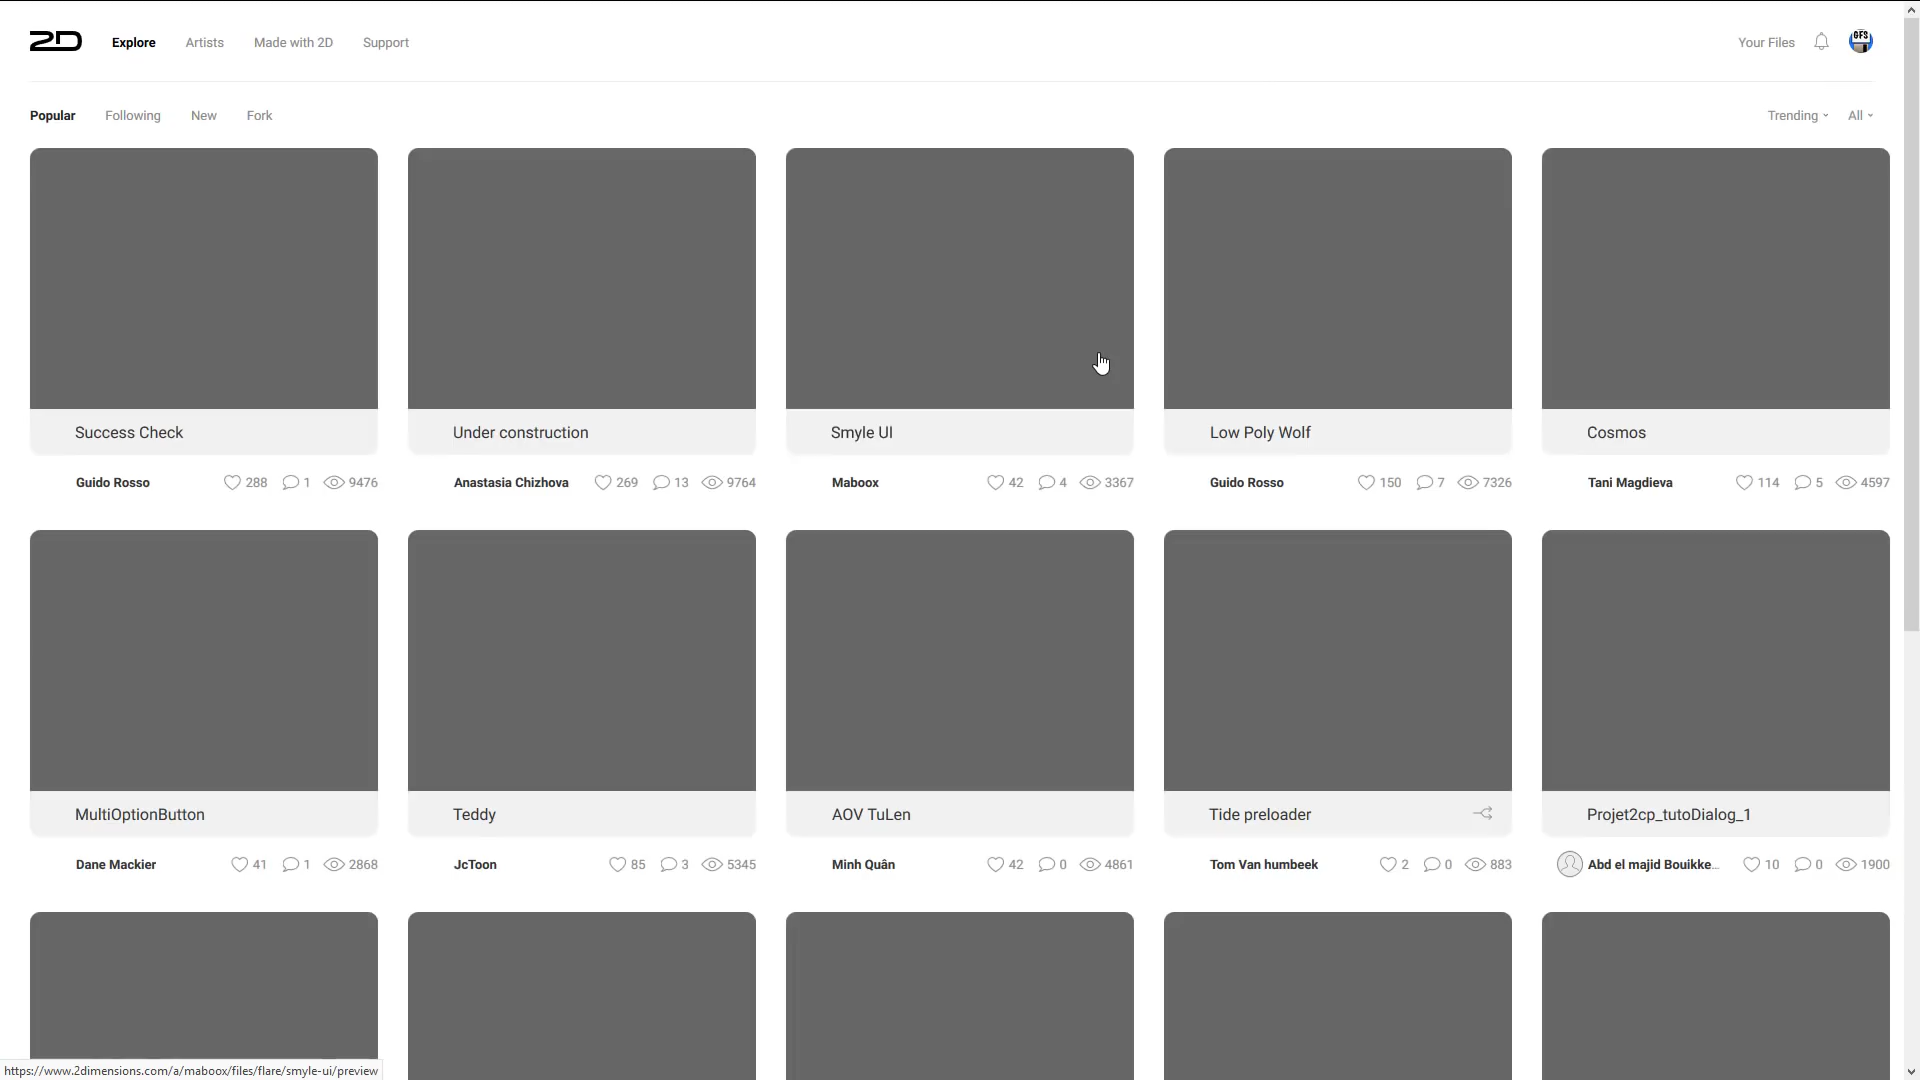 2D Explore Artists Made with 2D Support Your Files GFS
Popular Following New Fork Trending All
Success Check Under construction Smyle UI Low Poly Wolf Cosmos
Guido Rosso 288 1 9476 Anastasia Chizhova 269 13 9764 Maboox 42 4 3367 Guido Rosso 150 7 7326 Tani Magdieva 114 5 4597
MultiOptionButton Teddy AOV TuLen Tide preloader Projet2cp_tutoDialog_1
Dane Mackier 41 1 2868 JcToon 85 3 5345 Minh Quân 42 0 4861 Tom Van humbeek 2 0 883 Abd el majid Bouikke... 10 0 1900
https://www.2dimensions.com/a/maboox/files/flare/smyle-ui/preview